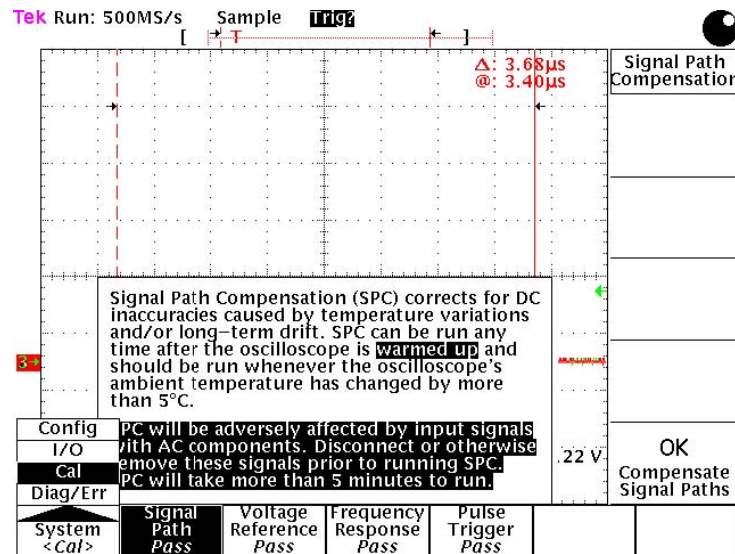 Tek Run: 500MS/s Sample Trig?
[ T ]
Δ: 3.68µs
@: 3.40µs
Signal Path
Compensation
Signal Path Compensation (SPC) corrects for DC
inaccuracies caused by temperature variations
and/or long-term drift. SPC can be run any
time after the oscilloscope is warmed up and
should be run whenever the oscilloscope's
ambient temperature has changed by more
than 5°C.
3
PC will be adversely affected by input signals
ith AC components. Disconnect or otherwise
emove these signals prior to running SPC.
PC will take more than 5 minutes to run.
.22 V
Config
I/O
Cal
Diag/Err
OK
Compensate
Signal Paths
System
<Cal>
Signal
Path
Pass
Voltage
Reference
Pass
Frequency
Response
Pass
Pulse
Trigger
Pass